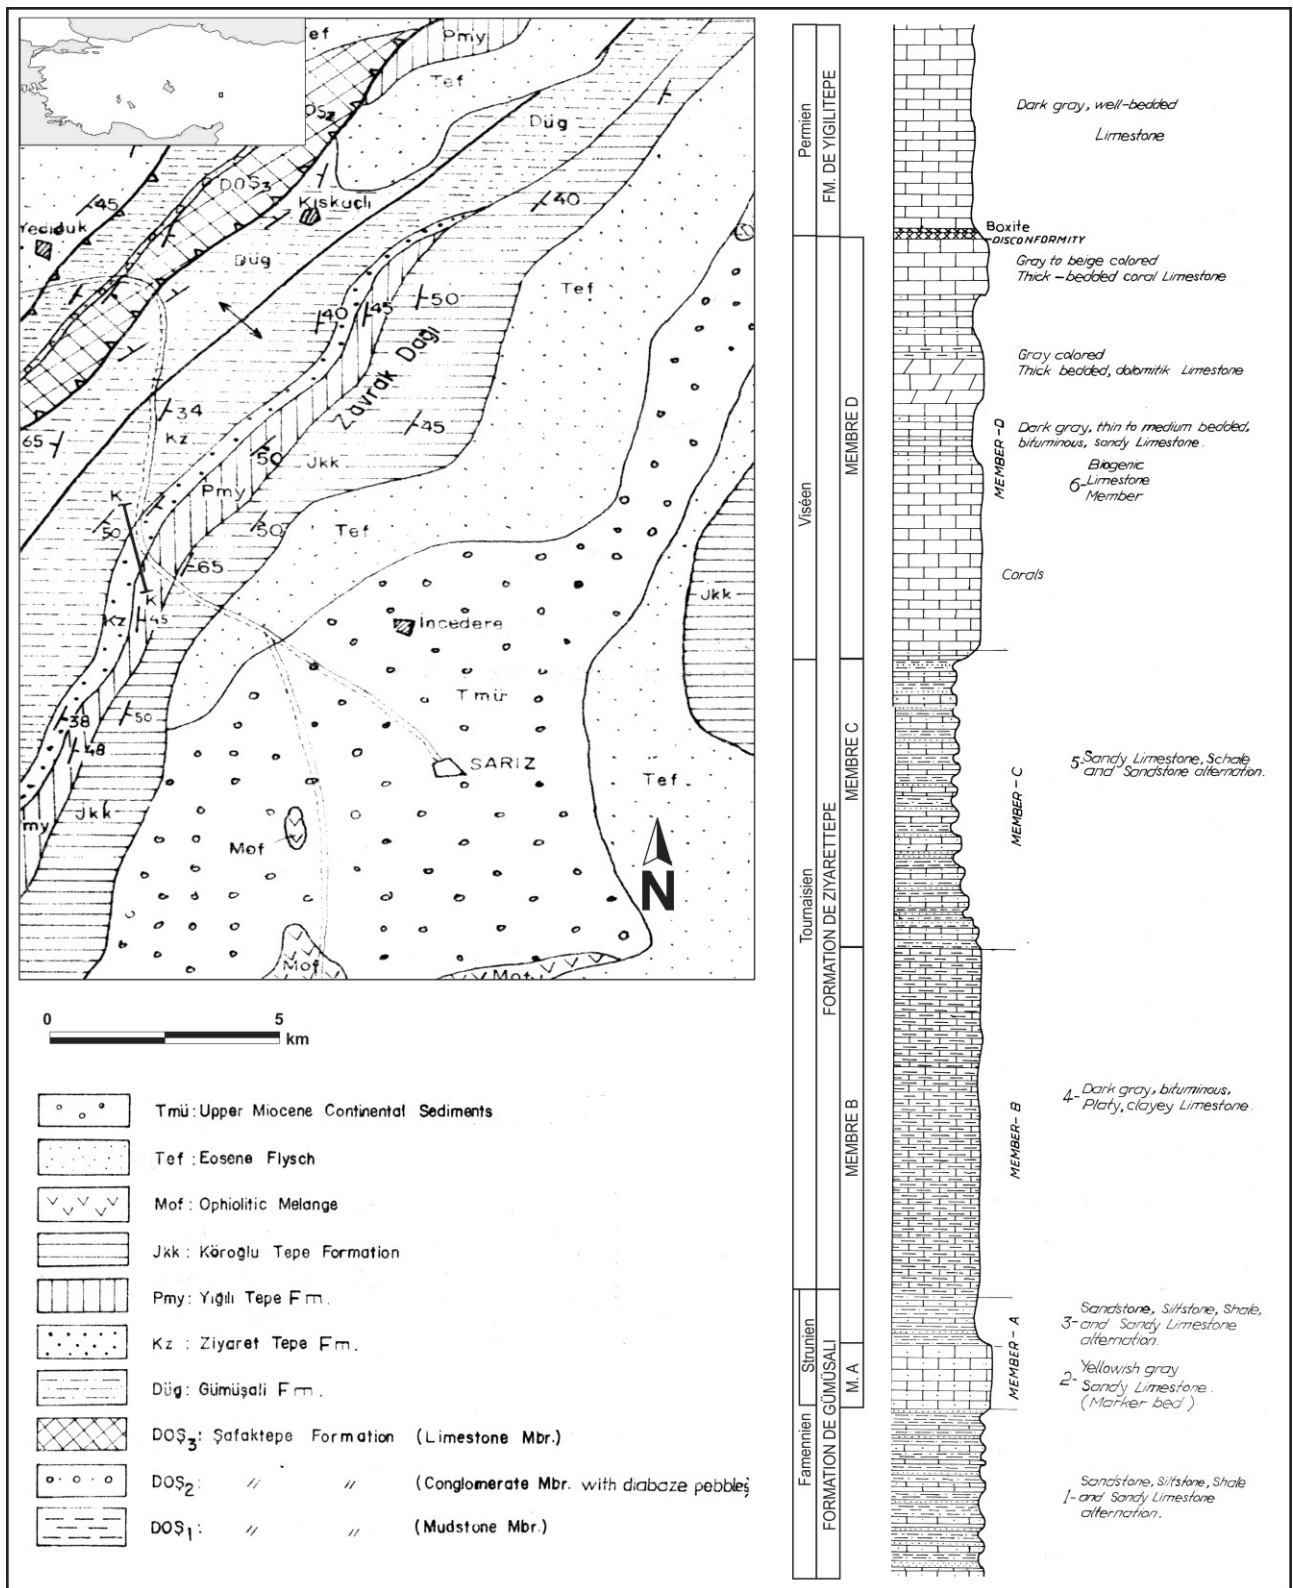 ef
Pmy
Tef
DOŞ2
Düg
DOŞ3
45
Kıskuçlı
40
Yediduk
Düg
Tef
50
40
45
Zavrak Dağı
34
65
Kz
45
50
Jkk
Pmy
K
50
50
Tef
65
K
Jkk
Kz
45
Incedere
Tmü
38
50
48
SARIZ
Tef
Jkk
my
Mof
N
Mof
Mof
0
5
km
Tmü : Upper Miocene Continental Sediments
Tef : Eosene Flysch
Mof : Ophiolitic Melange
Jkk : Köroğlu Tepe Formation
Pmy : Yığılı Tepe Fm.
Kz : Ziyaret Tepe Fm.
Düg : Gümüşali Fm.
DOŞ3: Şafaktepe Formation (Limestone Mbr.)
DOŞ2: " " (Conglomerate Mbr. with diabaze pebbles
DOŞ1: " " (Mudstone Mbr.)
Permien
FM. DE YIGILITEPE
Dark gray, well-bedded
Limestone
Boxite
DISCONFORMITY
Gray to beige colored
Thick-bedded coral Limestone
Gray colored
Thick bedded, dolomitik Limestone
Viséen
MEMBRE D
MEMBER-D
Dark gray, thin to medium bedded,
bituminous, sandy Limestone.
Biogenic
6-Limestone
Member
Corals
Tournaisien
FORMATION DE ZIYARETTEPE
MEMBRE C
MEMBER-C
5-Sandy Limestone, Schale
and Sandstone alternation.
MEMBRE B
MEMBER-B
4-Dark gray, bituminous,
Platy, clayey Limestone.
Strunien
M. A
MEMBER-A
Sandstone, Siltstone, Shale,
3-and Sandy Limestone
alternation.
Yellowish gray
2-Sandy Limestone.
(Marker bed)
Famennien
FORMATION DE GÜMÜSALI
Sandstone, Siltstone, Shale
1-and Sandy Limestone
alternation.